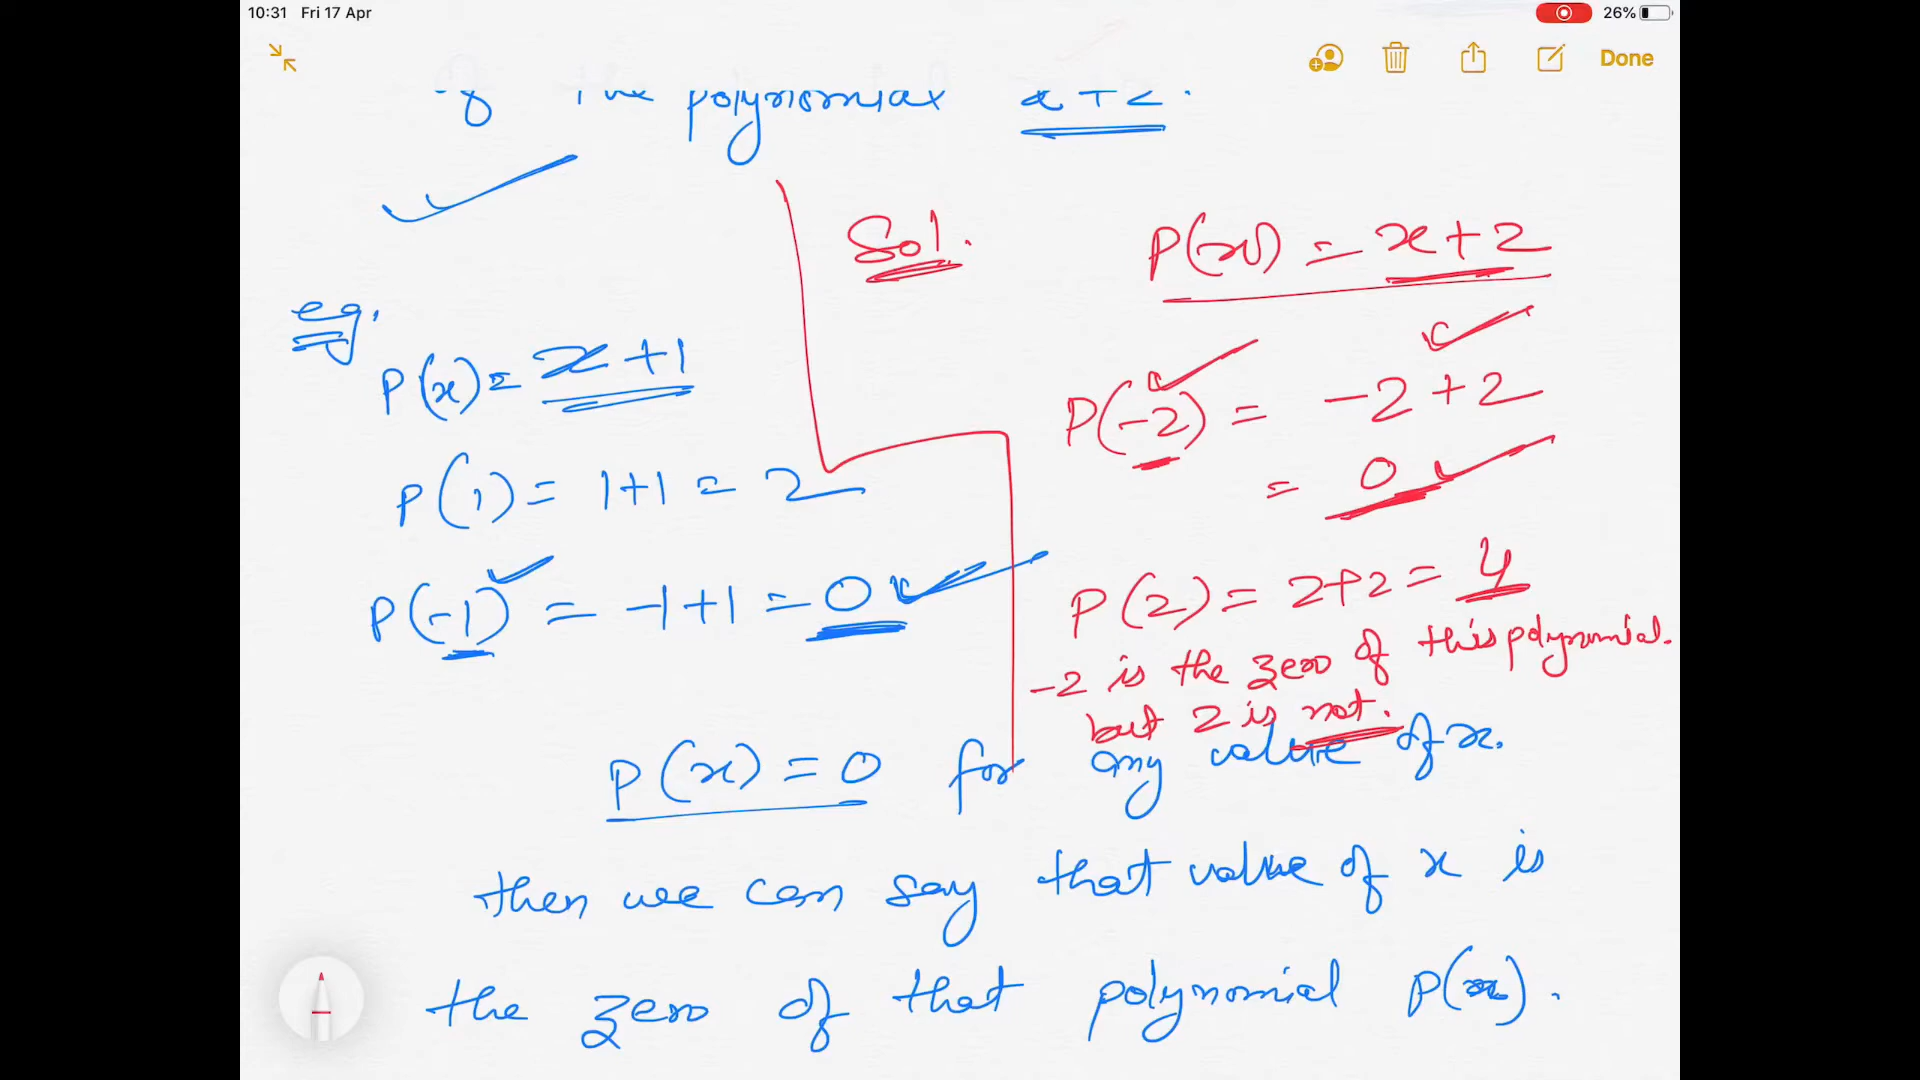 10:31 Fri 17 Apr
26%
Done
of the polynomial x+2.
Sol. P(x) = x+2
eg. P(x) = x+1
P(-2) = -2+2
= 0
P(1) = 1+1 = 2
P(2) = 2+2 = 4
P(-1) = -1+1 = 0
-2 is the zero of this polynomial.
but 2 is not.
P(x) = 0 for any value of x.
then we can say that value of x is
the zero of that polynomial P(x).